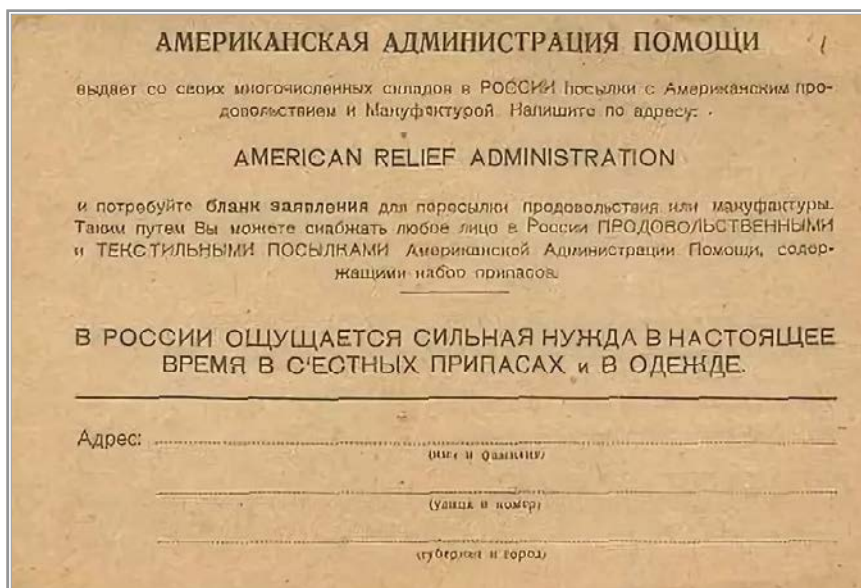 АМЕРИКАНСКАЯ АДМИНИСТРАЦИЯ ПОМОЩИ
выдает со своих многочисленных складов в РОССИИ посылки с Американским про-
довольствием и Мануфактурой. Напишите по адресу:
AMERICAN RELIEF ADMINISTRATION
и потребуйте бланк заявления для пересылки продовольствия или мануфактуры.
Таким путем Вы можете снабжать любое лицо в России ПРОДОВОЛЬСТВЕННЫМИ
и ТЕКСТИЛЬНЫМИ ПОСЫЛКАМИ Американской Администрации Помощи, содер-
жащими набор припасов.
В РОССИИ ОЩУЩАЕТСЯ СИЛЬНАЯ НУЖДА В НАСТОЯЩЕЕ
ВРЕМЯ В С'ЕСТНЫХ ПРИПАСАХ и В ОДЕЖДЕ.
Адрес:
(имя и фамилия)
(улица и номер)
(губерния и город)